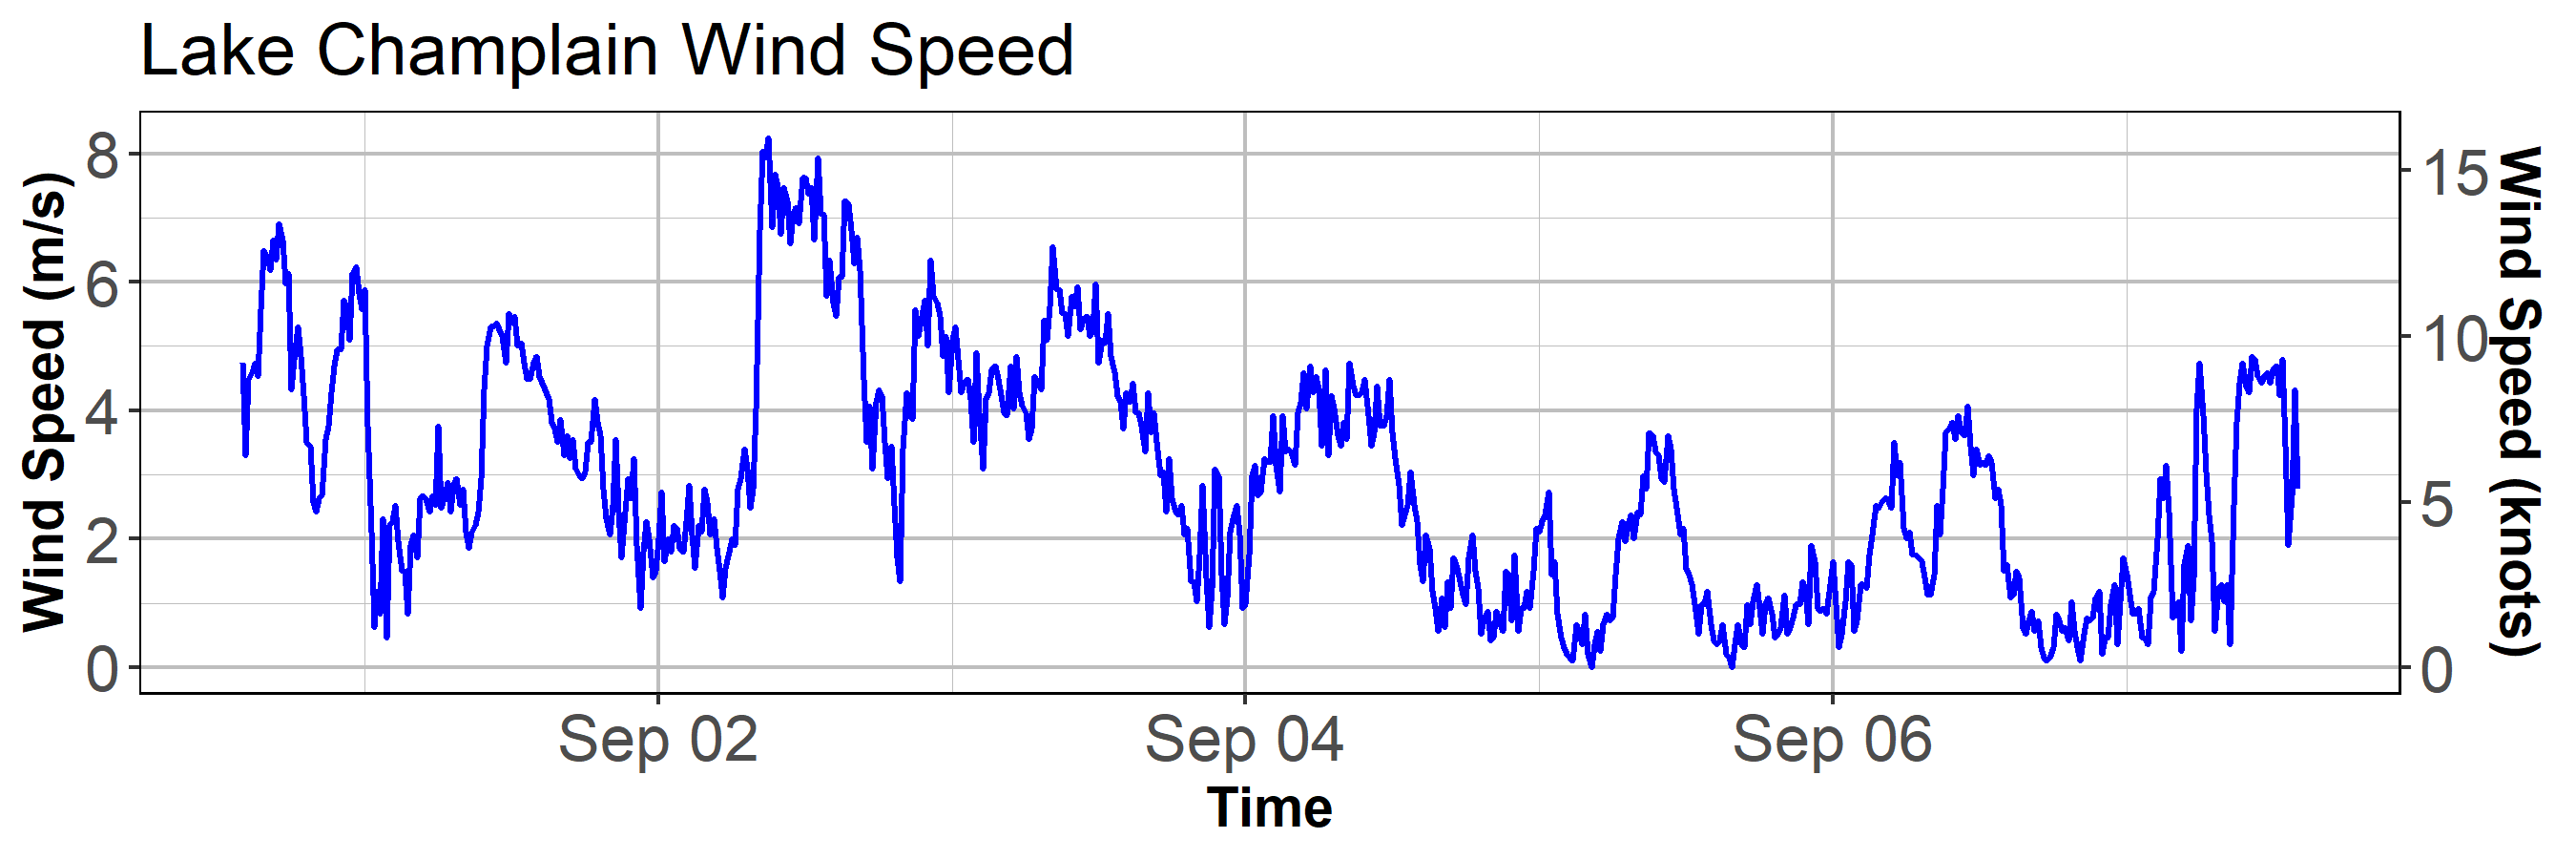 Lake Champlain Wind Speed
Wind Speed (m/s)
8
6
4
2
0
15
10
5
0
Wind Speed (knots)
Sep 02
Sep 04
Sep 06
Time